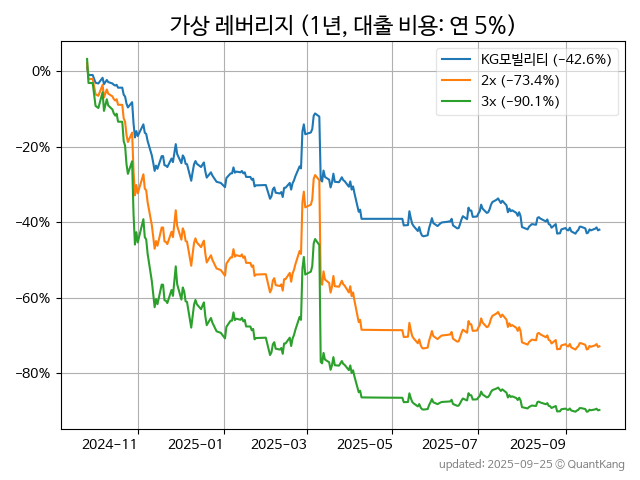 가상 레버리지 (1년, 대출 비용: 연 5%)
KG모빌리티 (−42.6%)
2x (−73.4%)
3x (−90.1%)
0%
−20%
−40%
−60%
−80%
2024−11 2025−01 2025−03 2025−05 2025−07 2025−09
updated: 2025-09-25 © QuantKang